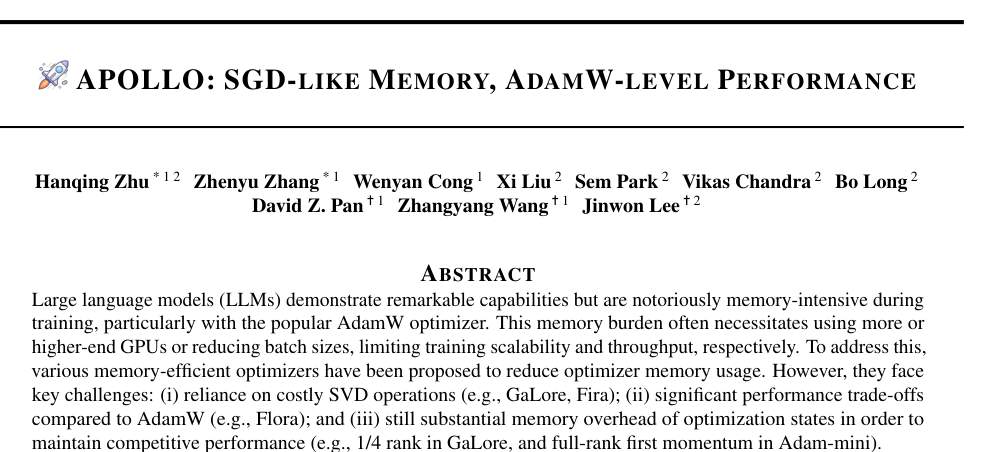 APOLLO: SGD-LIKE MEMORY, ADAMW-LEVEL PERFORMANCE
Hanqing Zhu * 1 2 Zhenyu Zhang * 1 Wenyan Cong 1 Xi Liu 2 Sem Park 2 Vikas Chandra 2 Bo Long 2
David Z. Pan † 1 Zhangyang Wang † 1 Jinwon Lee † 2
ABSTRACT
Large language models (LLMs) demonstrate remarkable capabilities but are notoriously memory-intensive during
training, particularly with the popular AdamW optimizer. This memory burden often necessitates using more or
higher-end GPUs or reducing batch sizes, limiting training scalability and throughput, respectively. To address this,
various memory-efficient optimizers have been proposed to reduce optimizer memory usage. However, they face
key challenges: (i) reliance on costly SVD operations (e.g., GaLore, Fira); (ii) significant performance trade-offs
compared to AdamW (e.g., Flora); and (iii) still substantial memory overhead of optimization states in order to
maintain competitive performance (e.g., 1/4 rank in GaLore, and full-rank first momentum in Adam-mini).